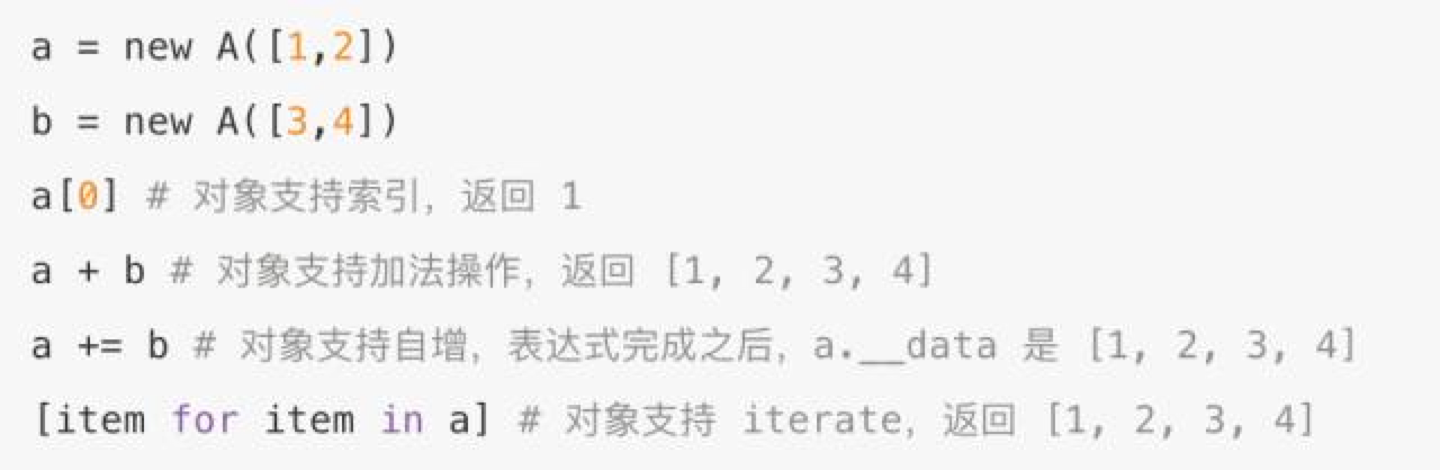 a = new A([1,2])
b = new A([3,4])
a[0] # 对象支持索引，返回 1
a + b # 对象支持加法操作，返回 [1, 2, 3, 4]
a += b # 对象支持自增，表达式完成之后，a.__data 是 [1, 2, 3, 4]
[item for item in a] # 对象支持 iterate，返回 [1, 2, 3, 4]